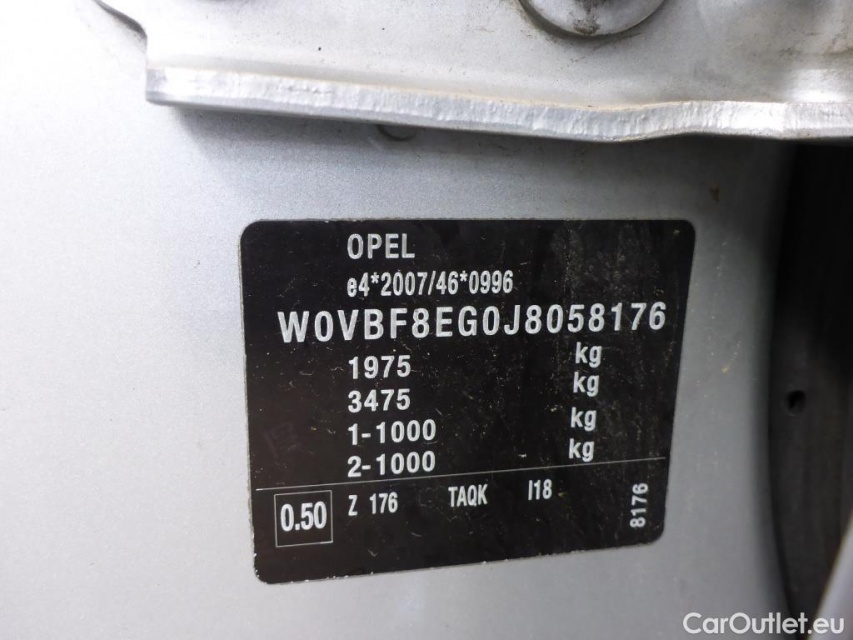 OPEL
e4*2007/46*0996
W0VBF8EG0J8058176
1975 kg
3475 kg
1-1000 kg
2-1000 kg
0.50 Z 176 TAQK I18 8176
CarOutlet.eu